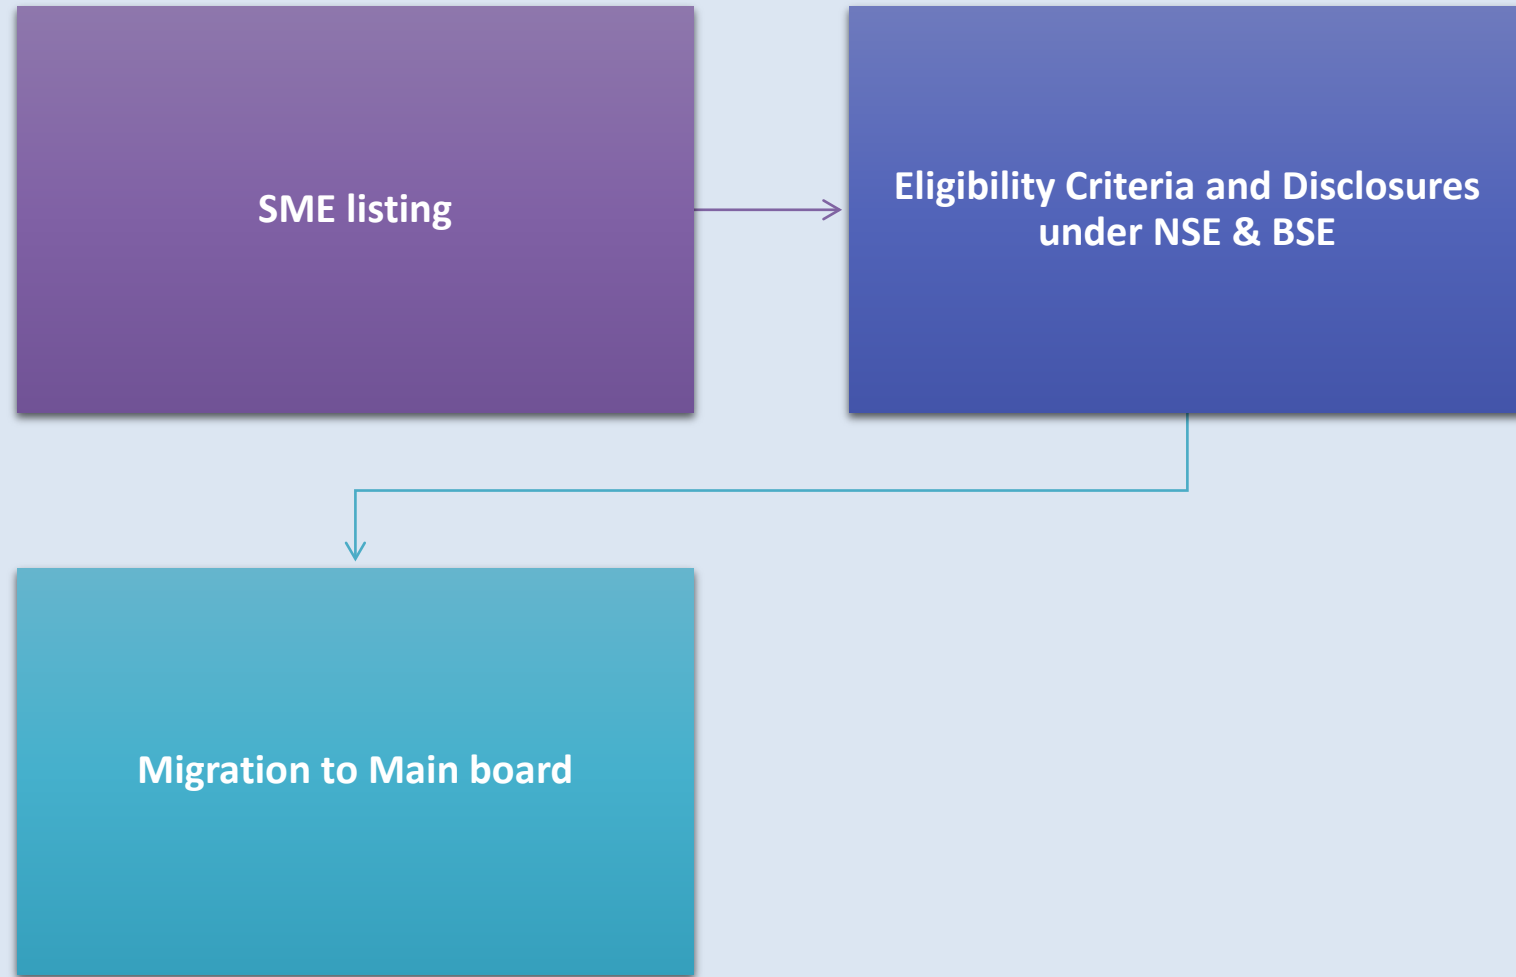 SME listing
Eligibility Criteria and Disclosures
under NSE & BSE
Migration to Main board